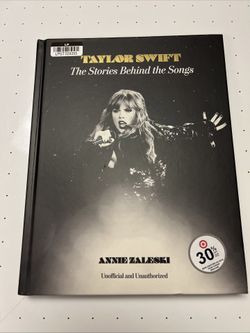 TAYLOR SWIFT
The Stories Behind the Songs
30%
ANNIE ZALESKI
Unofficial and Unauthorized